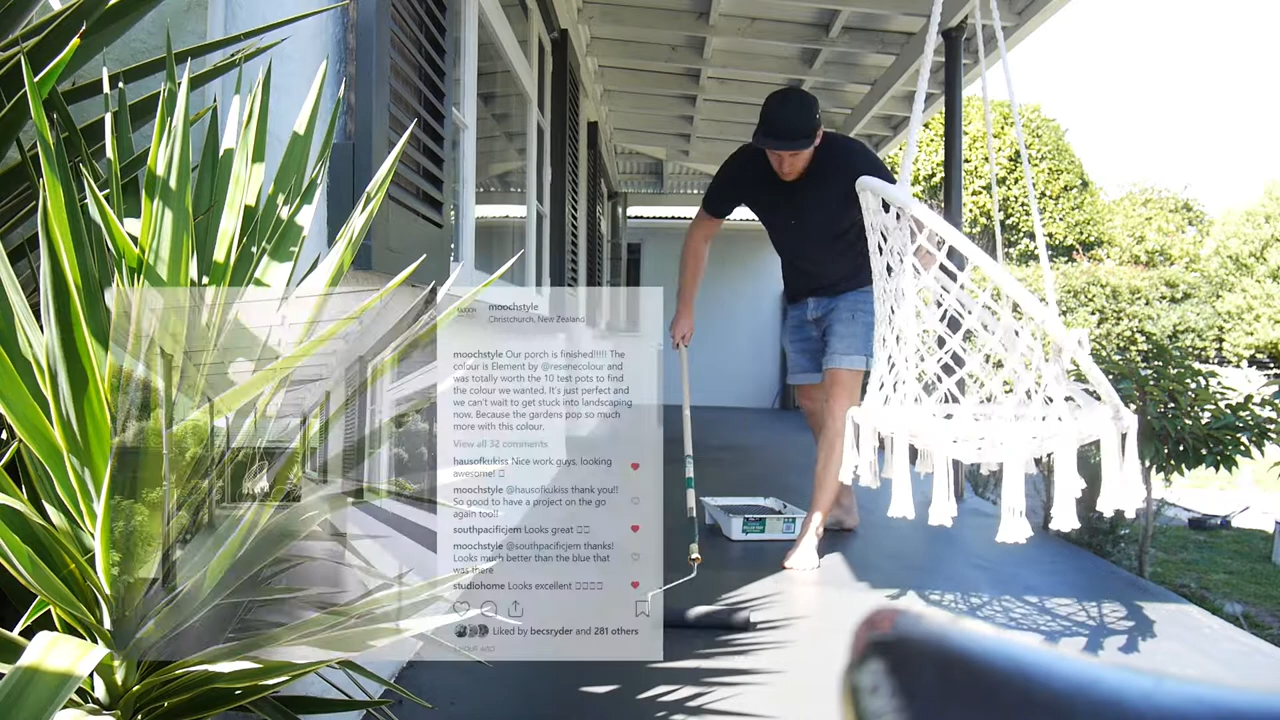 moochstyle
Christchurch, New Zealand
moochstyle Our porch is finished!!!!! The
colour is Element by @resenecolour and
was totally worth the 10 test pots to find
the colour we wanted. It's just perfect and
we can't wait to get stuck into landscaping
now. Because the gardens pop so much
more with this colour.
View all 32 comments
hausofkukiss Nice work guys, looking
awesome!
moochstyle @hausofkukiss thank you!!
So good to have a project on the go
again too!!
southpacificjem Looks great
moochstyle @southpacificjem thanks!
Looks much better than the blue that
was there
studiohome Looks excellent
Liked by becsryder and 281 others
1 HOUR AGO